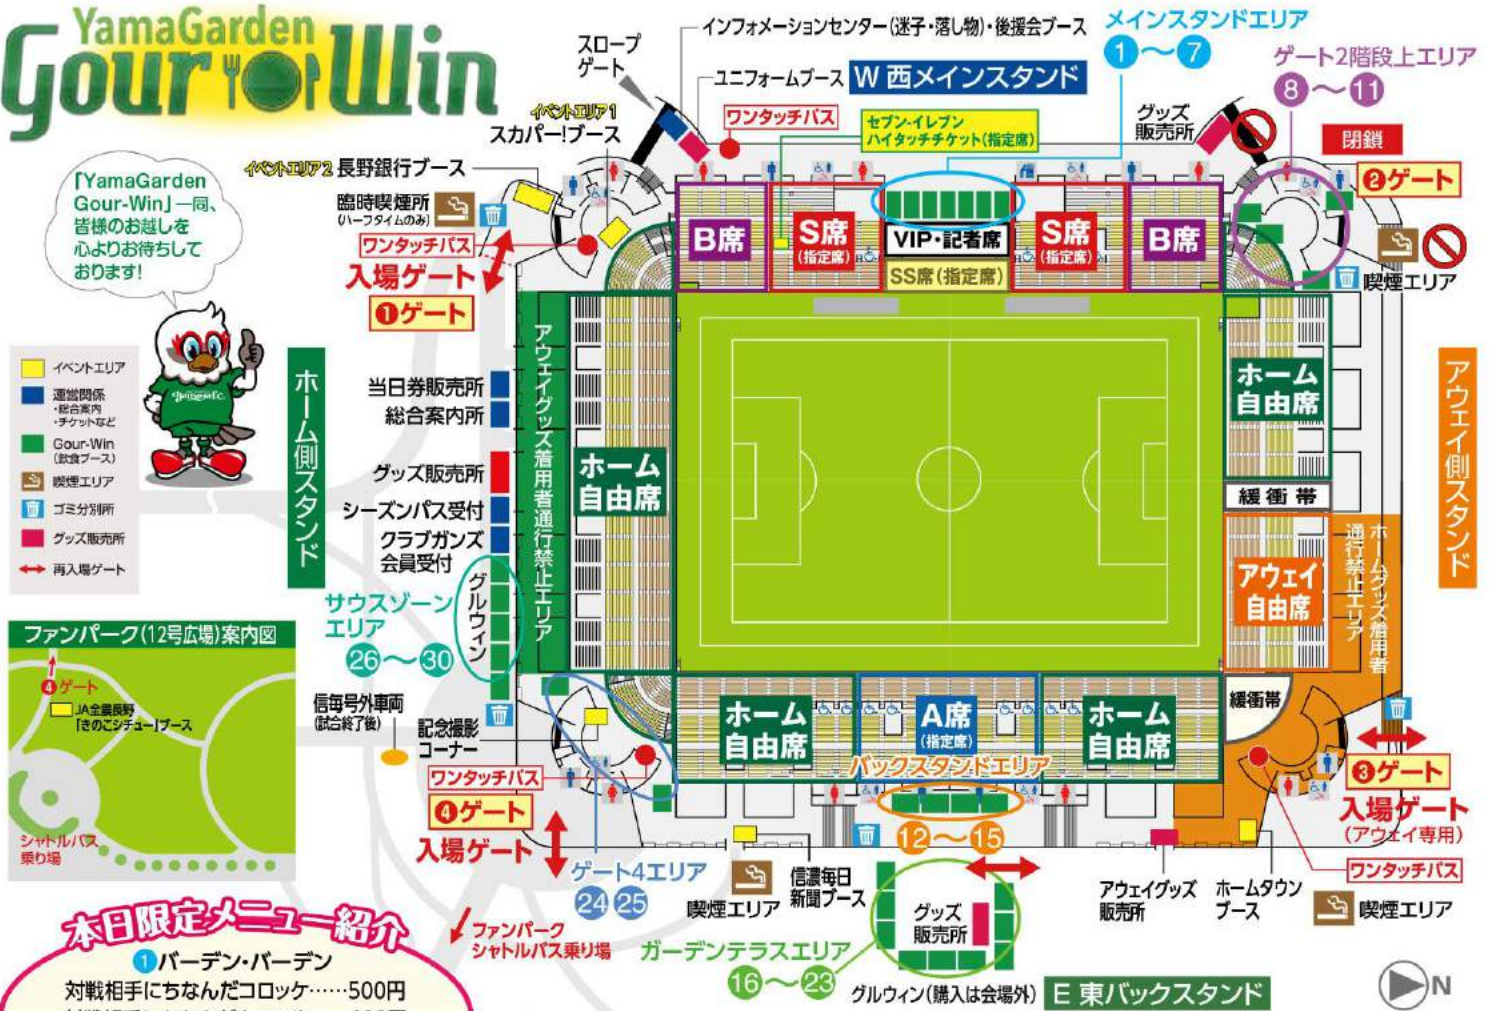 YamaGarden
Gour Win
「YamaGarden
Gour-Win」一同、
皆様のお越しを
心よりお待ちして
おります!
イベントエリア
運営関係
・総合案内
・チケットなど
Gour-Win
(飲食ブース)
喫煙エリア
ゴミ分別所
グッズ販売所
再入場ゲート
スロープ
ゲート
インフォメーションセンター(迷子・落し物)・後援会ブース
ユニフォームブース
W 西メインスタンド
メインスタンドエリア
1～7
ゲート2階段上エリア
8～11
イベントエリア1
スカパー!ブース
ワンタッチパス
セブン-イレブン
ハイタッチチケット(指定席)
グッズ
販売所
閉鎖
❷ゲート
イベントエリア2 長野銀行ブース
臨時喫煙所
(ハーフタイムのみ)
ワンタッチパス
入場ゲート
❶ゲート
B席
S席
(指定席)
VIP・記者席
SS席(指定席)
S席
(指定席)
B席
喫煙エリア
ホーム側スタンド
当日券販売所
総合案内所
グッズ販売所
シーズンパス受付
クラブガンズ
会員受付
グルウィン
サウスゾーン
エリア
26～30
アウェイグッズ着用者通行禁止エリア
ホーム
自由席
ホーム
自由席
緩衝帯
アウェイ
自由席
ホームグッズ着用者
通行禁止エリア
アウェイ側スタンド
緩衝帯
ファンパーク(12号広場)案内図
❹ゲート
JA全農長野
「きのこシチュー」ブース
シャトルバス
乗り場
信毎号外車両
(試合終了後)
記念撮影
コーナー
ワンタッチパス
❹ゲート
入場ゲート
ホーム
自由席
A席
(指定席)
ホーム
自由席
バックスタンドエリア
12～15
❸ゲート
入場ゲート
(アウェイ専用)
ワンタッチパス
ゲート4エリア
24 25
喫煙エリア
信濃毎日
新聞ブース
グッズ
販売所
アウェイグッズ
販売所
ホームタウン
ブース
喫煙エリア
ファンパーク
シャトルバス乗り場
ガーデンテラスエリア
16～23
グルウィン(購入は会場外)
E 東バックスタンド
N
本日限定メニュー紹介
1 バーデン・バーデン
対戦相手にちなんだコロッケ……500円